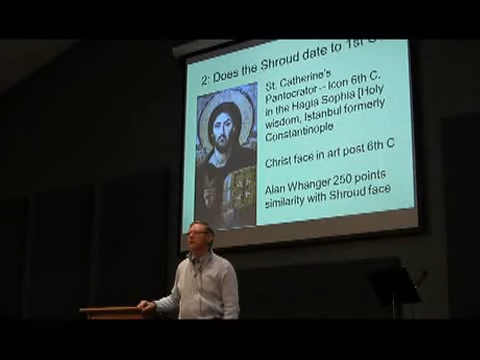 2: Does the Shroud date to 1st
St. Catherine's
Pantocrator -- Icon 6th C.
in the Hagia Sophia [Holy
wisdom, Istanbul formerly
Constantinople
Christ face in art post 6th C
Alan Whanger 250 points
similarity with Shroud face